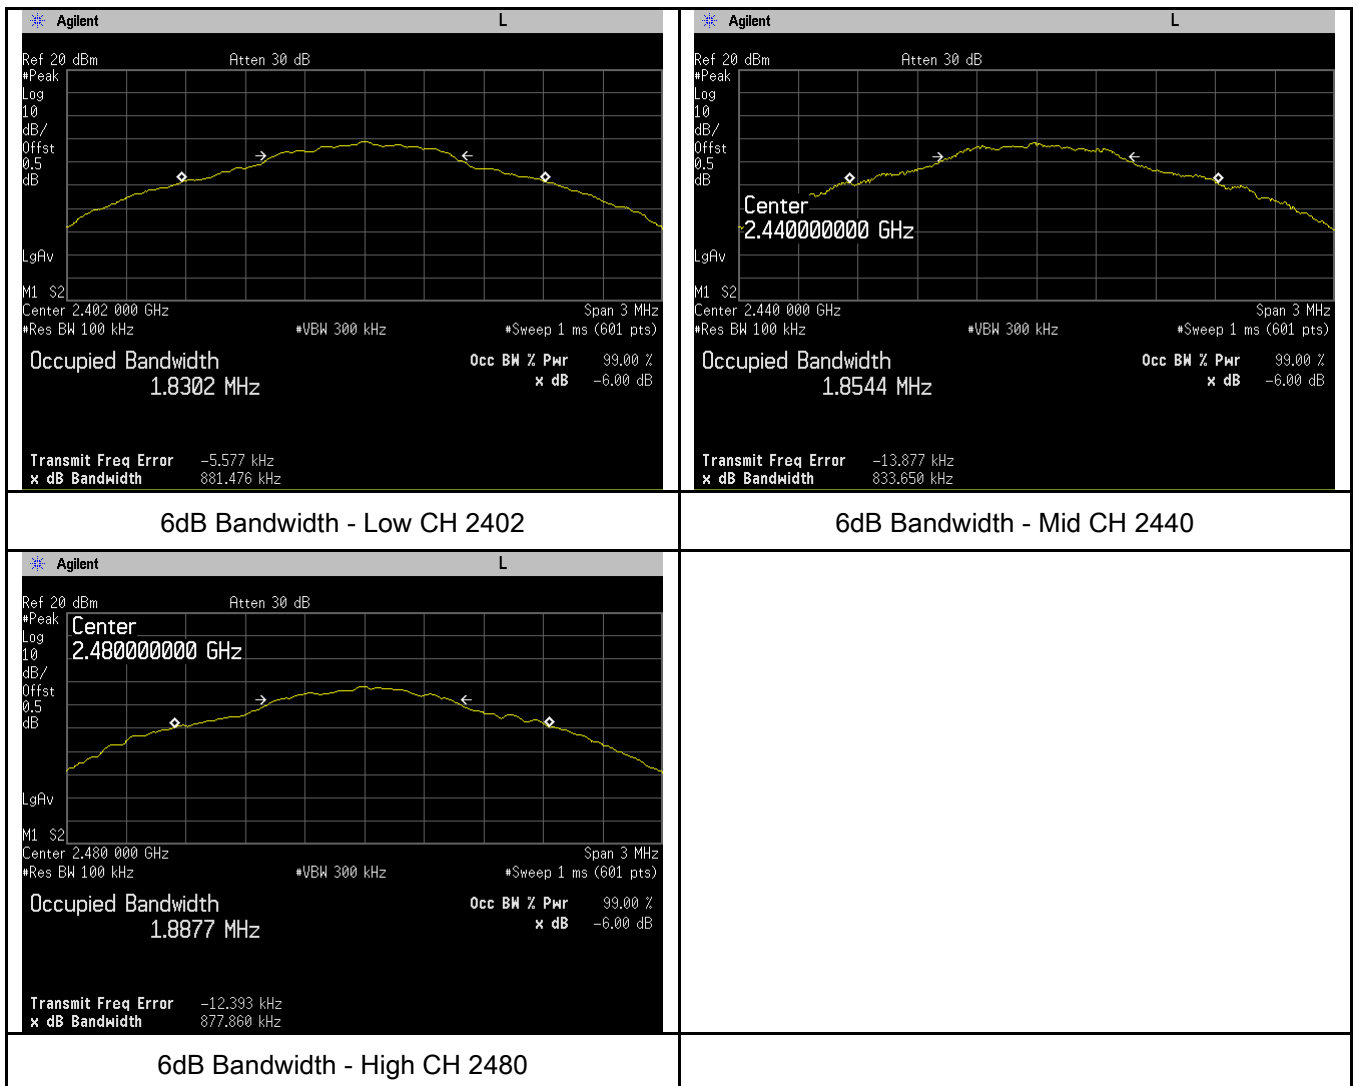 Agilent L
Ref 20 dBm Atten 30 dB
#Peak
Log
10
dB/
Offst
0.5
dB
LgAv
M1 S2
Center 2.402 000 GHz Span 3 MHz
#Res BW 100 kHz #VBW 300 kHz #Sweep 1 ms (601 pts)
Occupied Bandwidth Occ BW % Pwr 99.00 %
1.8302 MHz x dB -6.00 dB
Transmit Freq Error -5.577 kHz
x dB Bandwidth 881.476 kHz
6dB Bandwidth - Low CH 2402
Agilent L
Ref 20 dBm Atten 30 dB
#Peak
Log
10
dB/
Offst
0.5
dB
Center
2.440000000 GHz
LgAv
M1 S2
Center 2.440 000 GHz Span 3 MHz
#Res BW 100 kHz #VBW 300 kHz #Sweep 1 ms (601 pts)
Occupied Bandwidth Occ BW % Pwr 99.00 %
1.8544 MHz x dB -6.00 dB
Transmit Freq Error -13.877 kHz
x dB Bandwidth 833.650 kHz
6dB Bandwidth - Mid CH 2440
Agilent L
Ref 20 dBm Atten 30 dB
#Peak
Center
Log
2.480000000 GHz
10
dB/
Offst
0.5
dB
LgAv
M1 S2
Center 2.480 000 GHz Span 3 MHz
#Res BW 100 kHz #VBW 300 kHz #Sweep 1 ms (601 pts)
Occupied Bandwidth Occ BW % Pwr 99.00 %
1.8877 MHz x dB -6.00 dB
Transmit Freq Error -12.393 kHz
x dB Bandwidth 877.860 kHz
6dB Bandwidth - High CH 2480